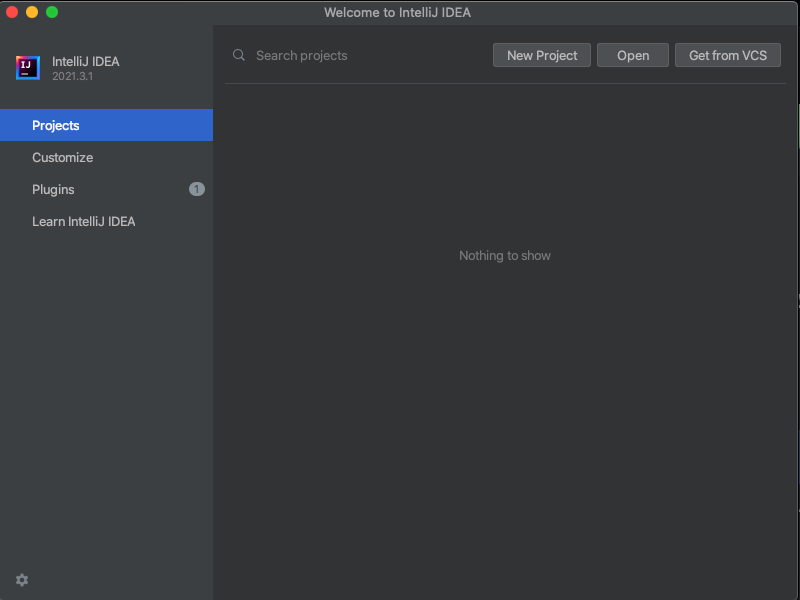 Welcome to IntelliJ IDEA
IJ
IntelliJ IDEA
2021.3.1
Search projects
New Project
Open
Get from VCS
Projects
Customize
Plugins
1
Learn IntelliJ IDEA
Nothing to show